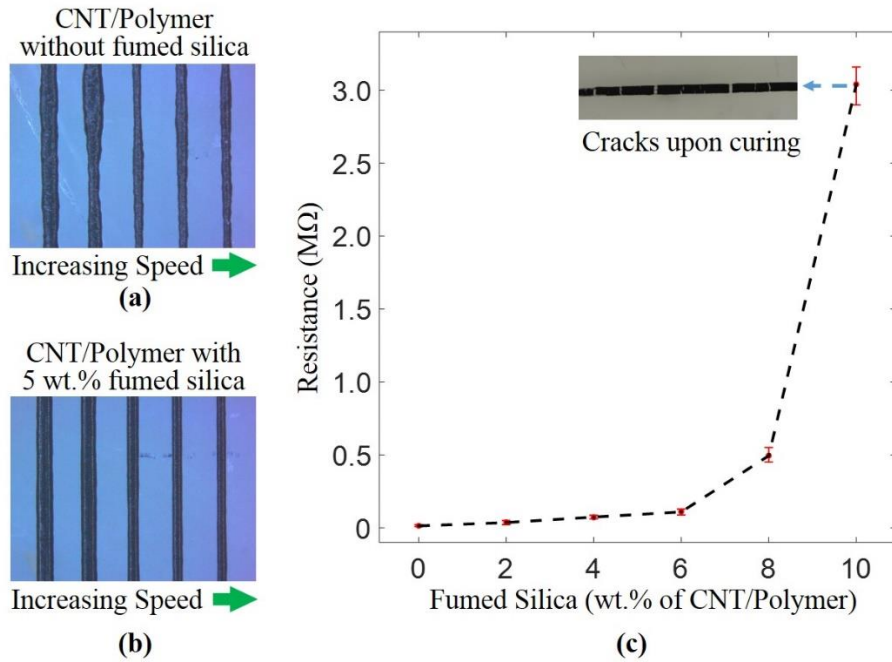 CNT/Polymer
without fumed silica
Increasing Speed
(a)
CNT/Polymer with
5 wt.% fumed silica
Increasing Speed
(b)
Resistance (MΩ)
3.0
2.5
2.0
1.5
1.0
0.5
0
Cracks upon curing
0 2 4 6 8 10
Fumed Silica (wt.% of CNT/Polymer)
(c)